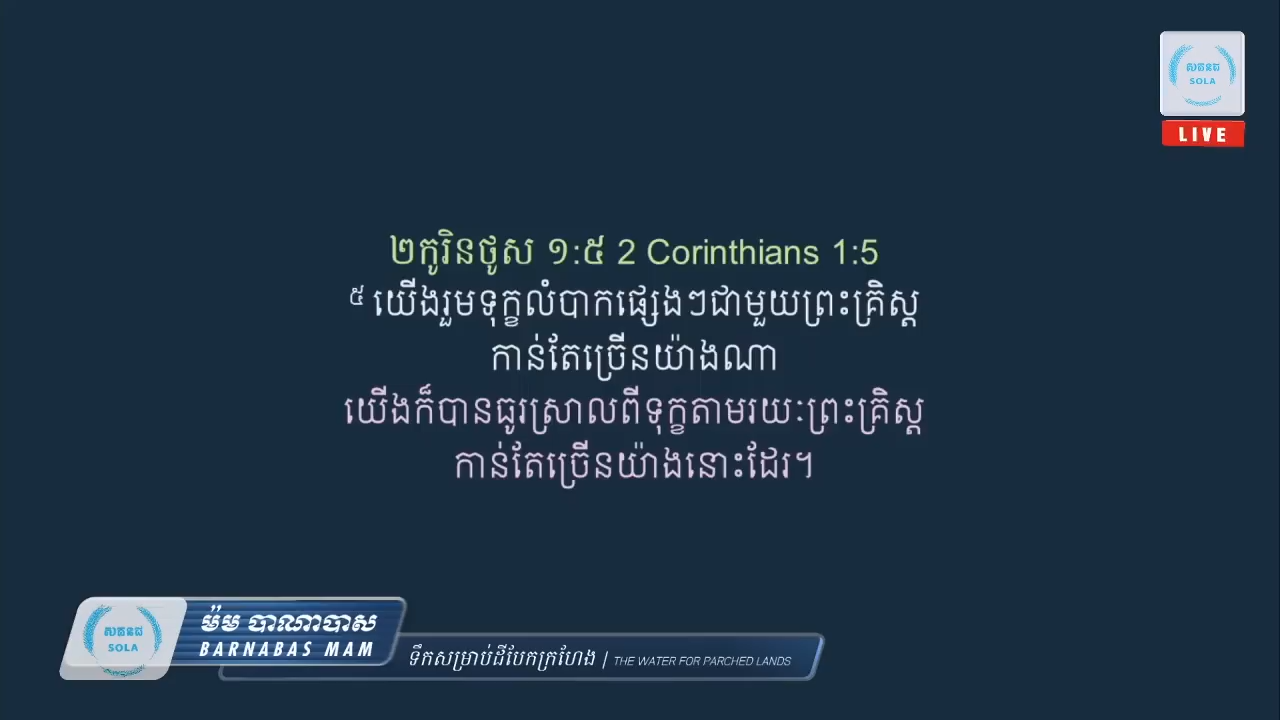 សគនជ
SOLA
LIVE
២កូរិនថូស ១:៥ 2 Corinthians 1:5
៥ យើងរួមទុក្ខលំបាកផ្សេងៗជាមួយព្រះគ្រិស្ត
កាន់តែច្រើនយ៉ាងណា
យើងក៏បានធូរស្រាលពីទុក្ខតាមរយៈព្រះគ្រិស្ត
កាន់តែច្រើនយ៉ាងនោះដែរ។
សគនជ
SOLA
ម៉ម បាណាបាស
BARNABAS MAM
ទឹកសម្រាប់ដីបែកក្រហែង | THE WATER FOR PARCHED LANDS